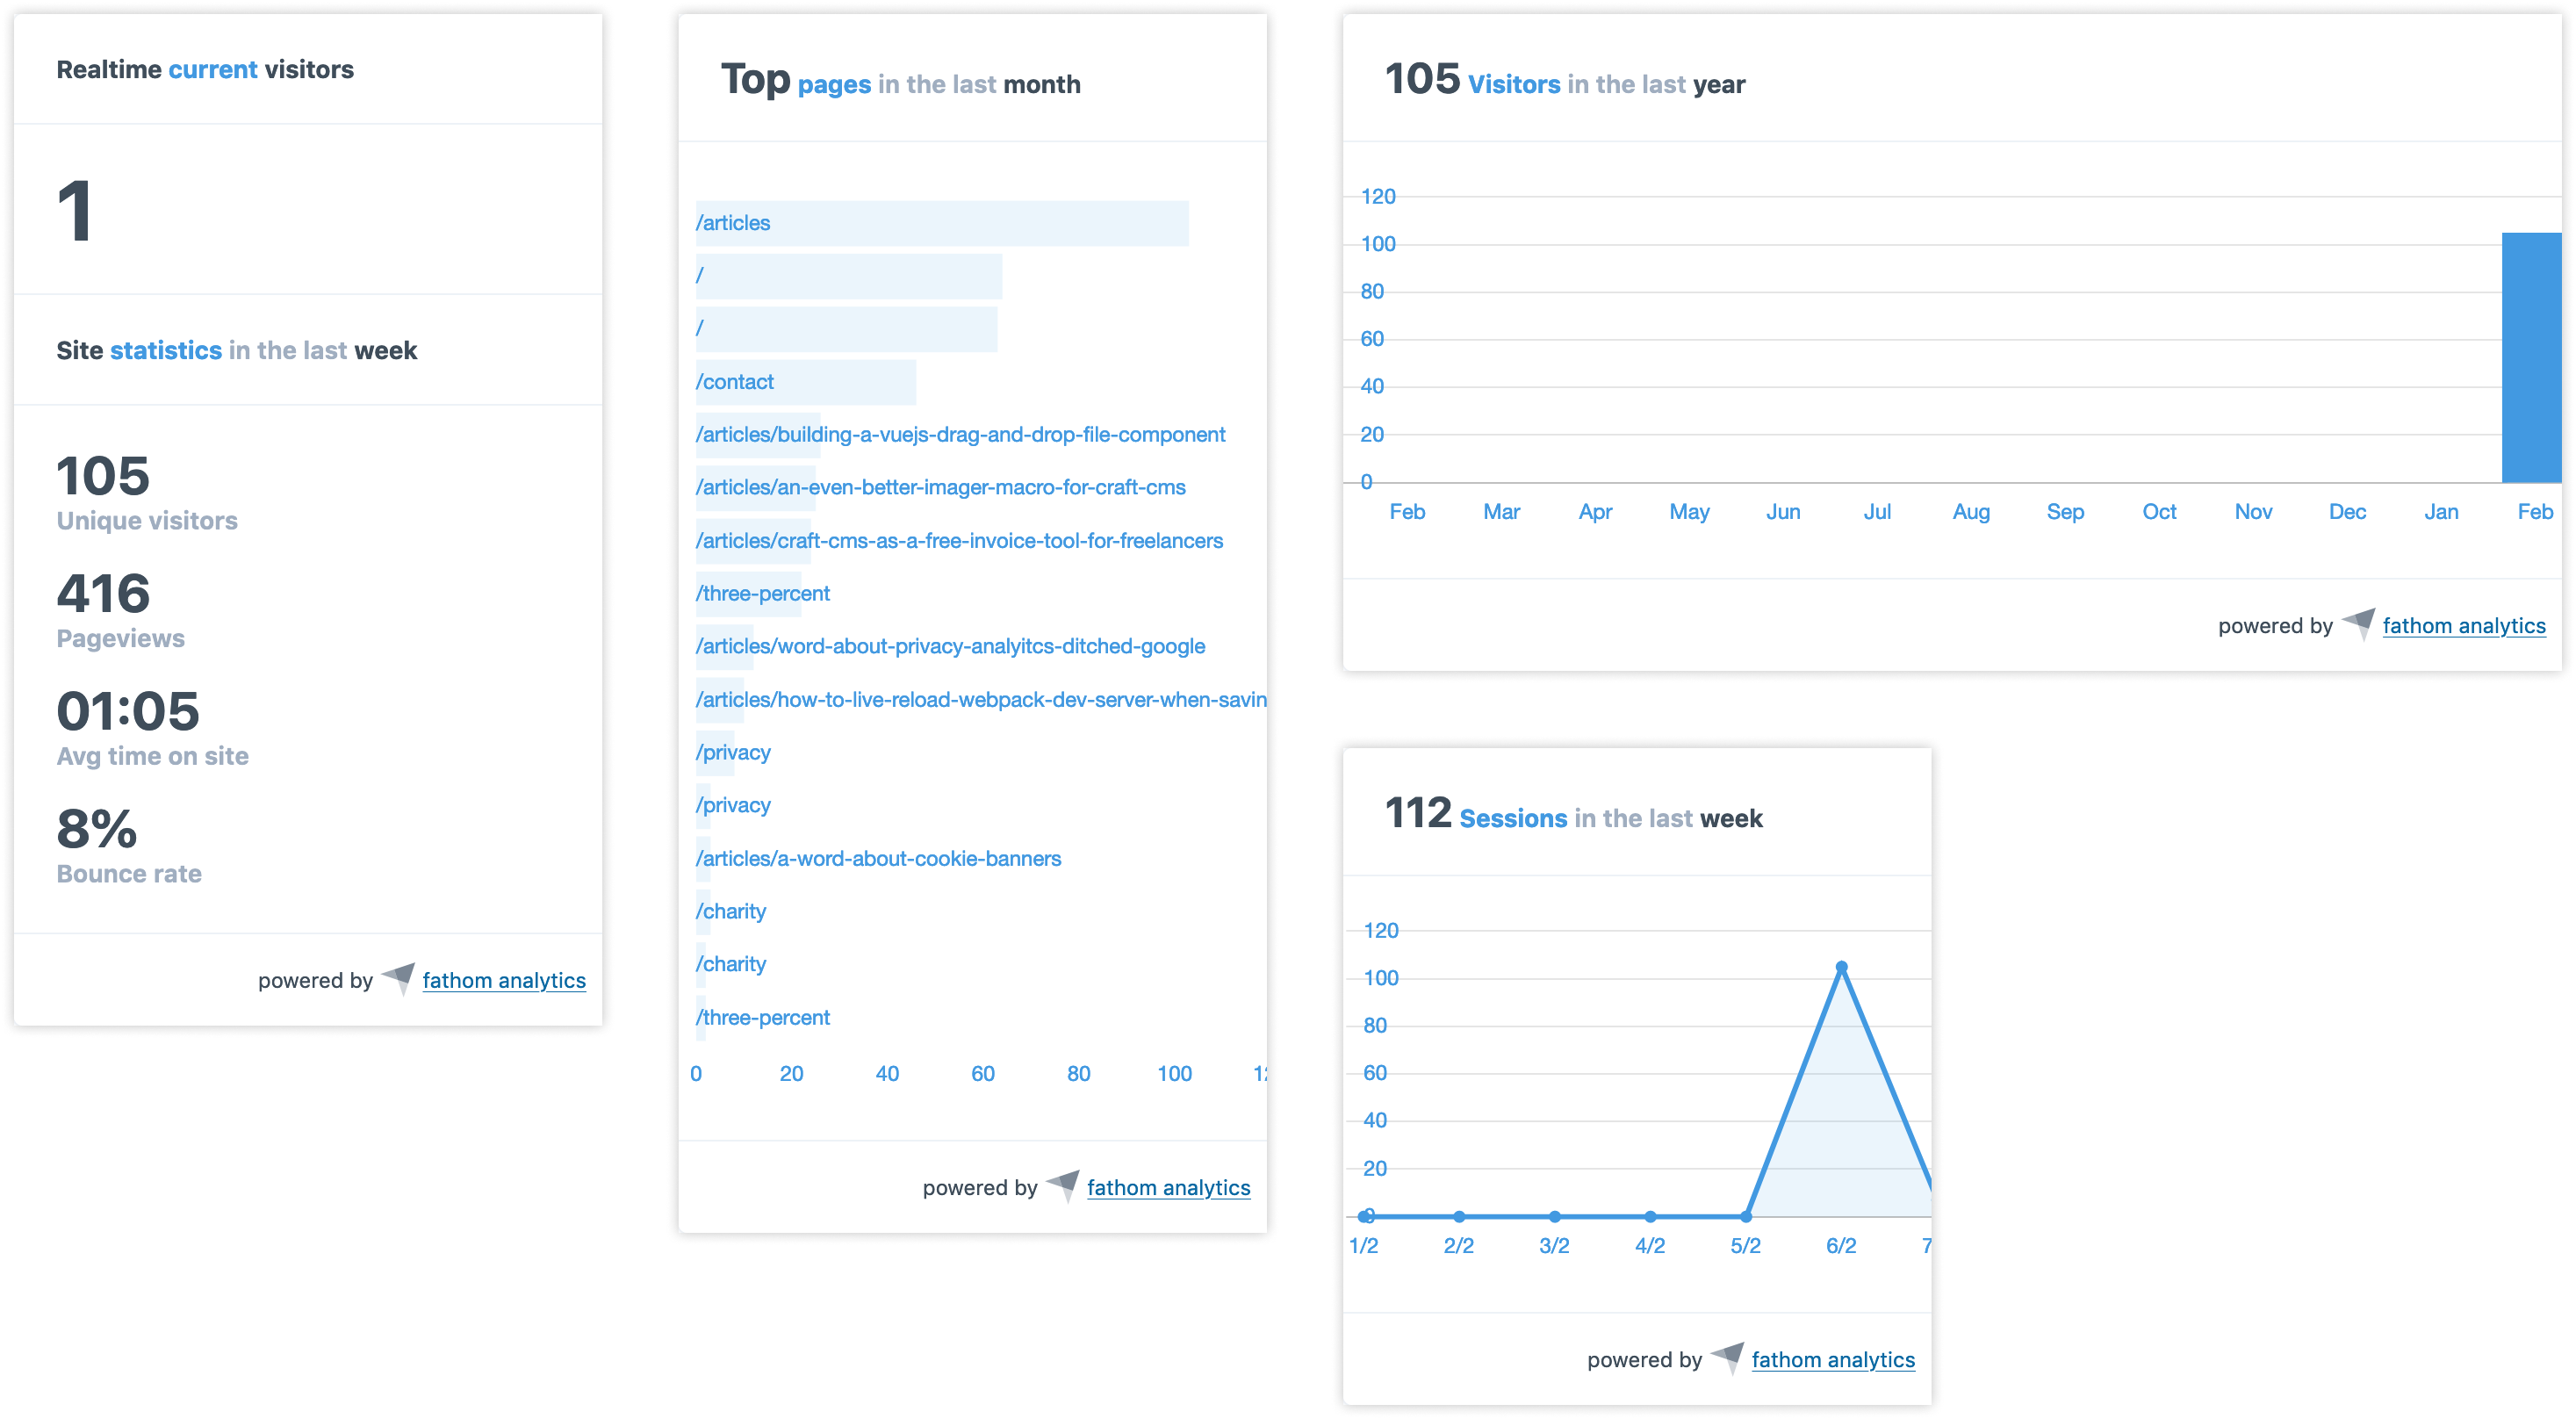 Realtime current visitors
1
Site statistics in the last week
105
Unique visitors
416
Pageviews
01:05
Avg time on site
8%
Bounce rate
powered by fathom analytics
Top pages in the last month
/articles
/
/
/contact
/articles/building-a-vuejs-drag-and-drop-file-component
/articles/an-even-better-imager-macro-for-craft-cms
/articles/craft-cms-as-a-free-invoice-tool-for-freelancers
/three-percent
/articles/word-about-privacy-analyitcs-ditched-google
/articles/how-to-live-reload-webpack-dev-server-when-savin
/privacy
/privacy
/articles/a-word-about-cookie-banners
/charity
/charity
/three-percent
0 20 40 60 80 100
powered by fathom analytics
105 Visitors in the last year
120
100
80
60
40
20
0
Feb Mar Apr May Jun Jul Aug Sep Oct Nov Dec Jan Feb
powered by fathom analytics
112 Sessions in the last week
120
100
80
60
40
20
0
1/2 2/2 3/2 4/2 5/2 6/2 7
powered by fathom analytics